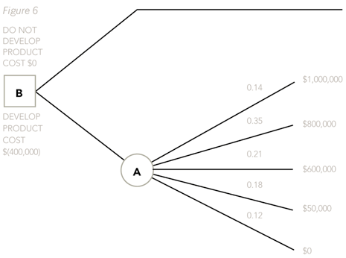 Figure 6
DO NOT
DEVELOP
PRODUCT
COST $0
B
DEVELOP
PRODUCT
COST
$(400,000)
A
0.14
$1,000,000
0.35
$800,000
0.21
$600,000
0.18
$50,000
0.12
$0